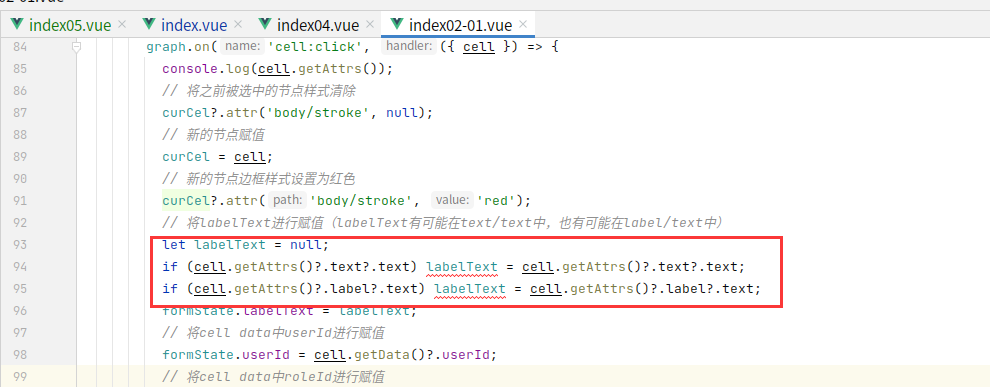 02-01.vue
index05.vue × index.vue × index04.vue × index02-01.vue ×
84 graph.on( name: 'cell:click', handler: ({ cell }) => {
85 console.log(cell.getAttrs());
86 // 将之前被选中的节点样式清除
87 curCel?.attr('body/stroke', null);
88 // 新的节点赋值
89 curCel = cell;
90 // 新的节点边框样式设置为红色
91 curCel?.attr( path: 'body/stroke', value: 'red');
92 // 将labelText进行赋值（labelText有可能在text/text中，也有可能在label/text中）
93 let labelText = null;
94 if (cell.getAttrs()?.text?.text) labelText = cell.getAttrs()?.text?.text;
95 if (cell.getAttrs()?.label?.text) labelText = cell.getAttrs()?.label?.text;
96 formState.labelText = labelText;
97 // 将cell data中userId进行赋值
98 formState.userId = cell.getData()?.userId;
99 // 将cell data中roleId进行赋值